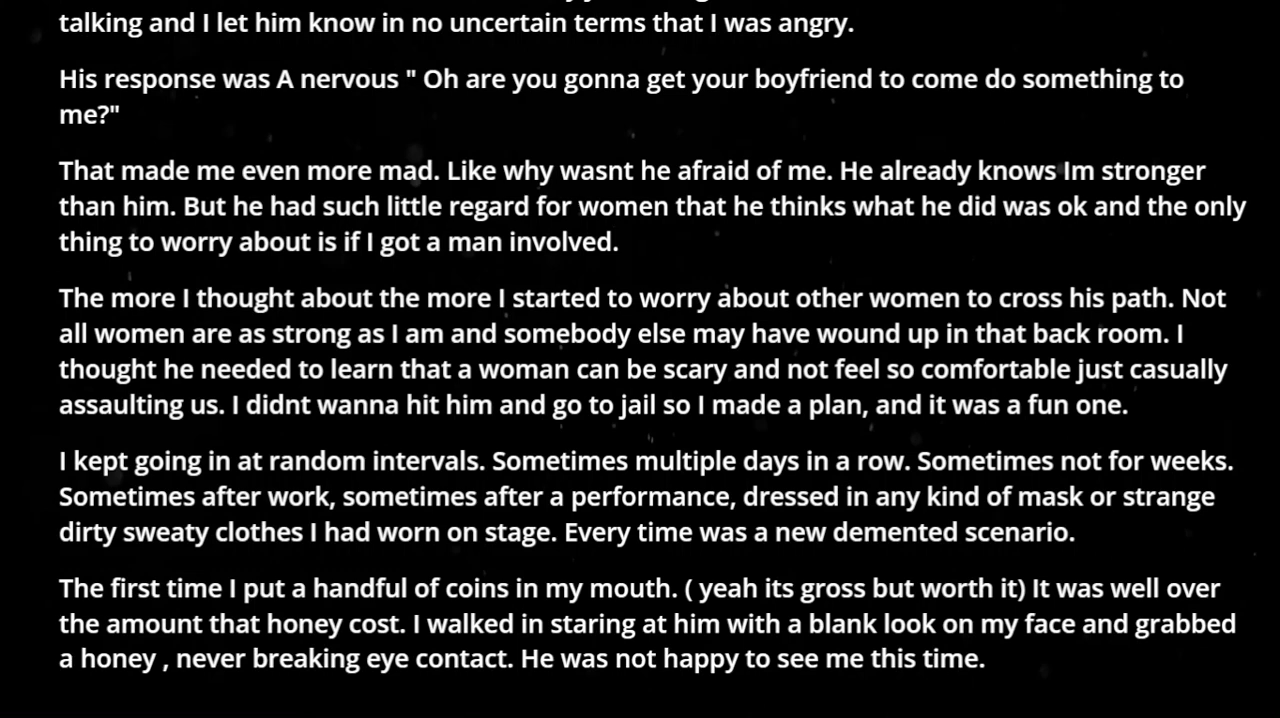 talking and I let him know in no uncertain terms that I was angry.
His response was A nervous " Oh are you gonna get your boyfriend to come do something to
me?"
That made me even more mad. Like why wasnt he afraid of me. He already knows Im stronger
than him. But he had such little regard for women that he thinks what he did was ok and the only
thing to worry about is if I got a man involved.
The more I thought about the more I started to worry about other women to cross his path. Not
all women are as strong as I am and somebody else may have wound up in that back room. I
thought he needed to learn that a woman can be scary and not feel so comfortable just casually
assaulting us. I didnt wanna hit him and go to jail so I made a plan, and it was a fun one.
I kept going in at random intervals. Sometimes multiple days in a row. Sometimes not for weeks.
Sometimes after work, sometimes after a performance, dressed in any kind of mask or strange
dirty sweaty clothes I had worn on stage. Every time was a new demented scenario.
The first time I put a handful of coins in my mouth. ( yeah its gross but worth it) It was well over
the amount that honey cost. I walked in staring at him with a blank look on my face and grabbed
a honey , never breaking eye contact. He was not happy to see me this time.